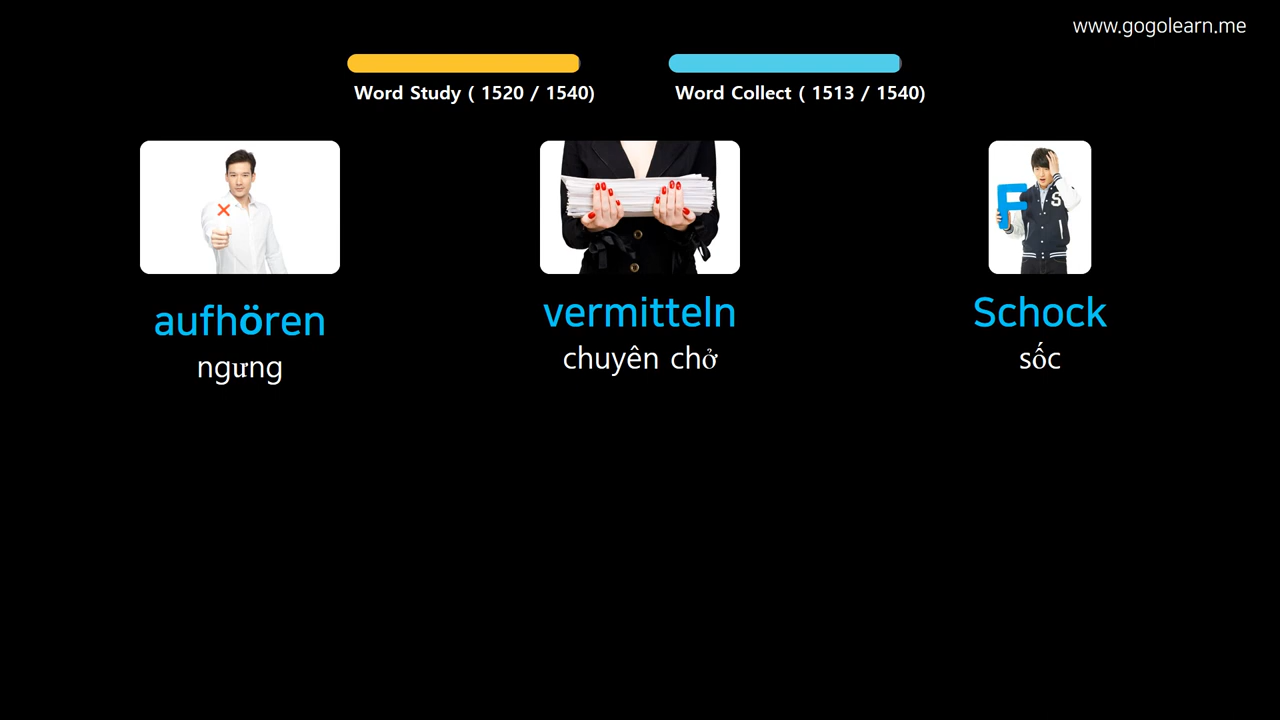 www.gogolearn.me
Word Study ( 1520 / 1540)
Word Collect ( 1513 / 1540)
F
S
aufhören
vermitteln
Schock
ngưng
chuyên chở
sốc